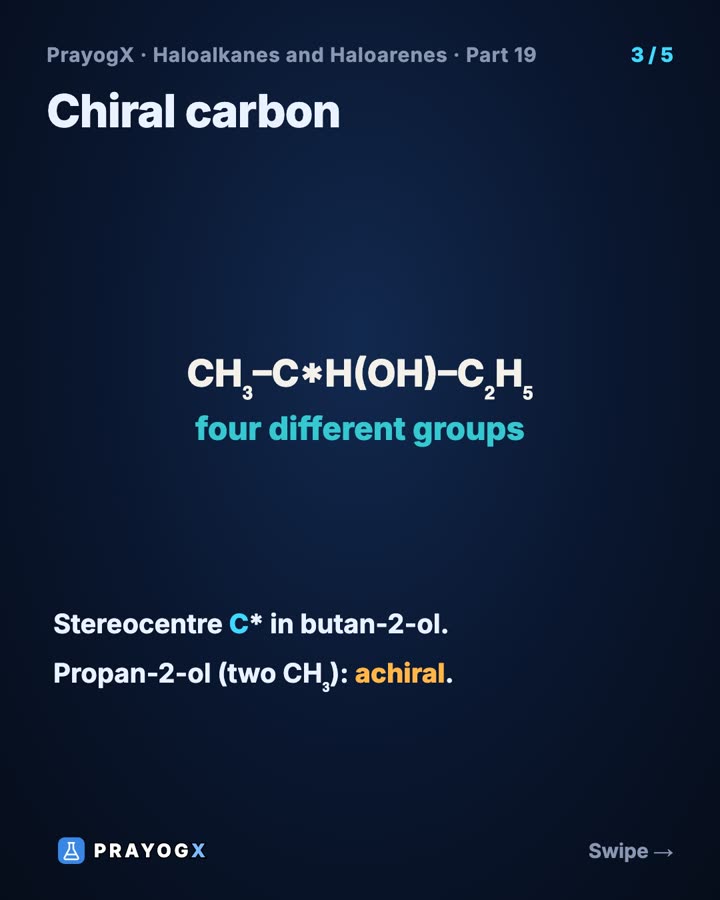 PrayogX · Haloalkanes and Haloarenes · Part 19
3 / 5
Chiral carbon
CH₃–C*H(OH)–C₂H₅
four different groups
Stereocentre C* in butan-2-ol.
Propan-2-ol (two CH₃): achiral.
PRAYOGX
Swipe →